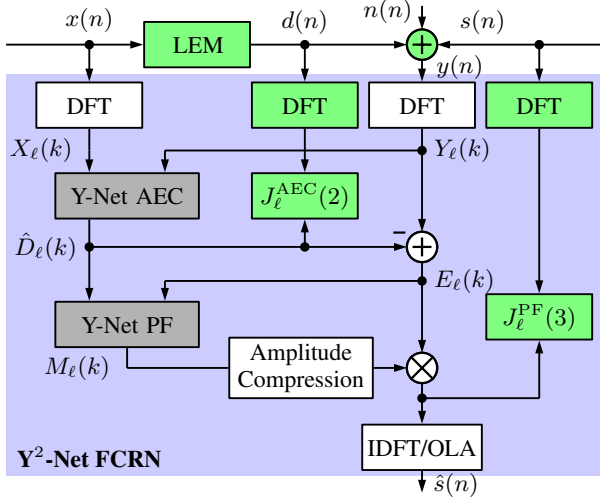 x(n) LEM d(n) n(n) + s(n)
y(n)
DFT DFT DFT DFT
X_ℓ(k) Y_ℓ(k)
Y-Net AEC J_ℓ^AEC(2)
D̂_ℓ(k) − +
E_ℓ(k)
Y-Net PF J_ℓ^PF(3)
M_ℓ(k) Amplitude
Compression ×
Y²-Net FCRN IDFT/OLA
ŝ(n)